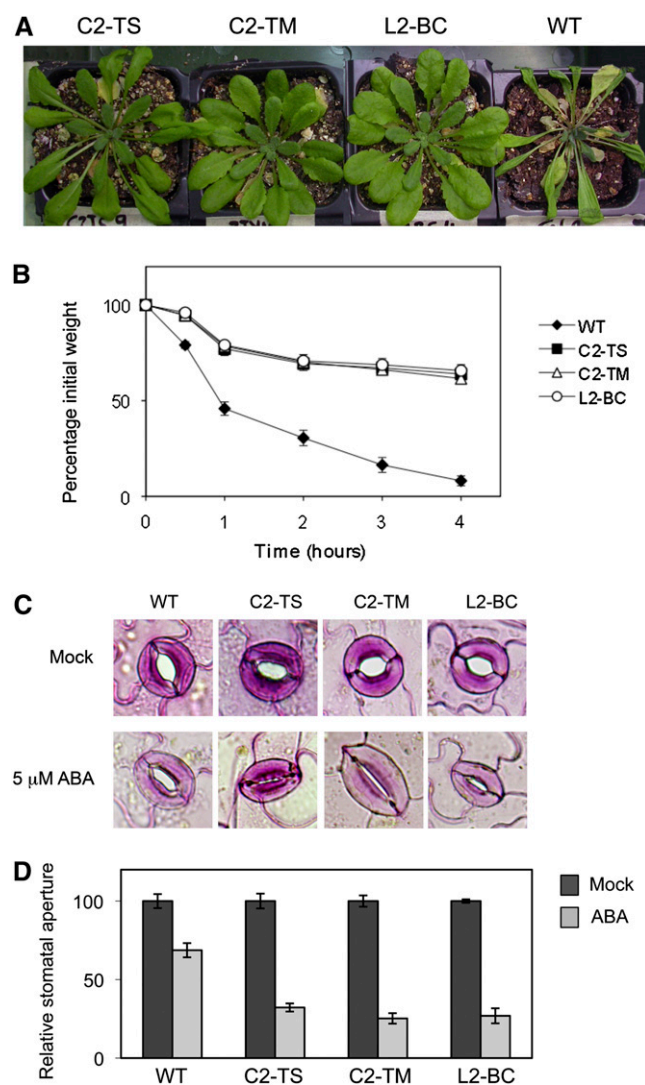 A
C2-TS C2-TM L2-BC WT
B
Percentage initial weight
100
50
0
0 1 2 3 4
Time (hours)
WT
C2-TS
C2-TM
L2-BC
C
WT C2-TS C2-TM L2-BC
Mock
5 µM ABA
D
Relative stomatal aperture
100
50
0
WT C2-TS C2-TM L2-BC
Mock
ABA